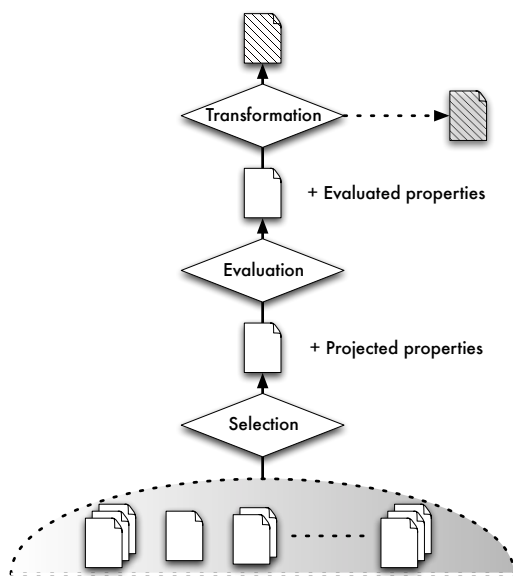 Transformation
+ Evaluated properties
Evaluation
+ Projected properties
Selection